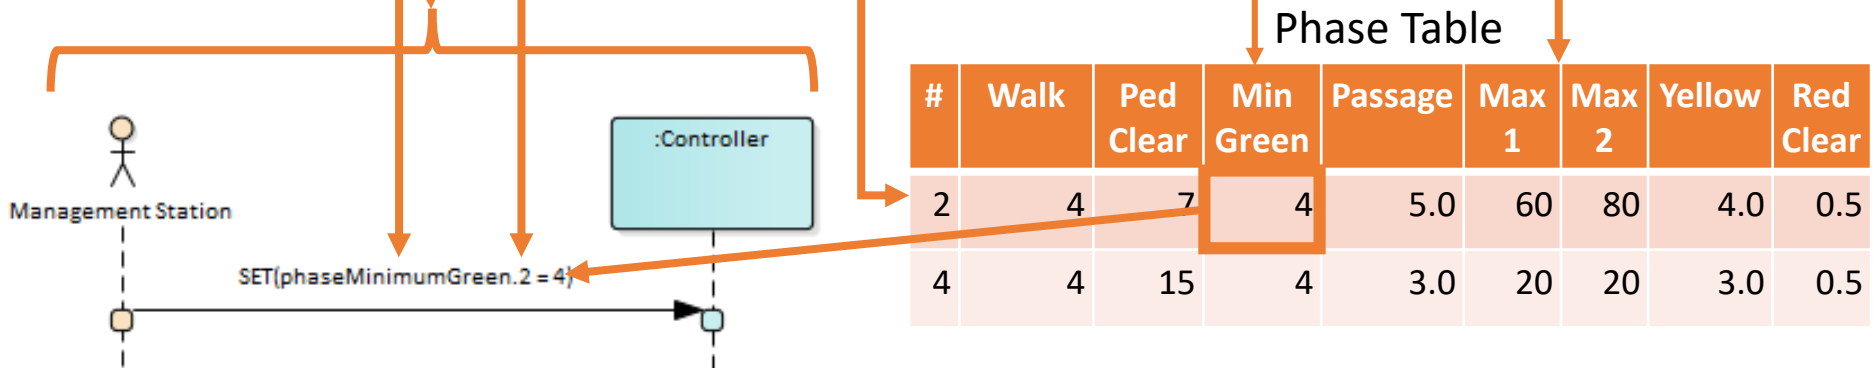 Phase Table
:Controller
Management Station
SET(phaseMinimumGreen.2 = 4)
# Walk Ped Clear Min Green Passage Max 1 Max 2 Yellow Red Clear
2 4 7 4 5.0 60 80 4.0 0.5
4 4 15 4 3.0 20 20 3.0 0.5